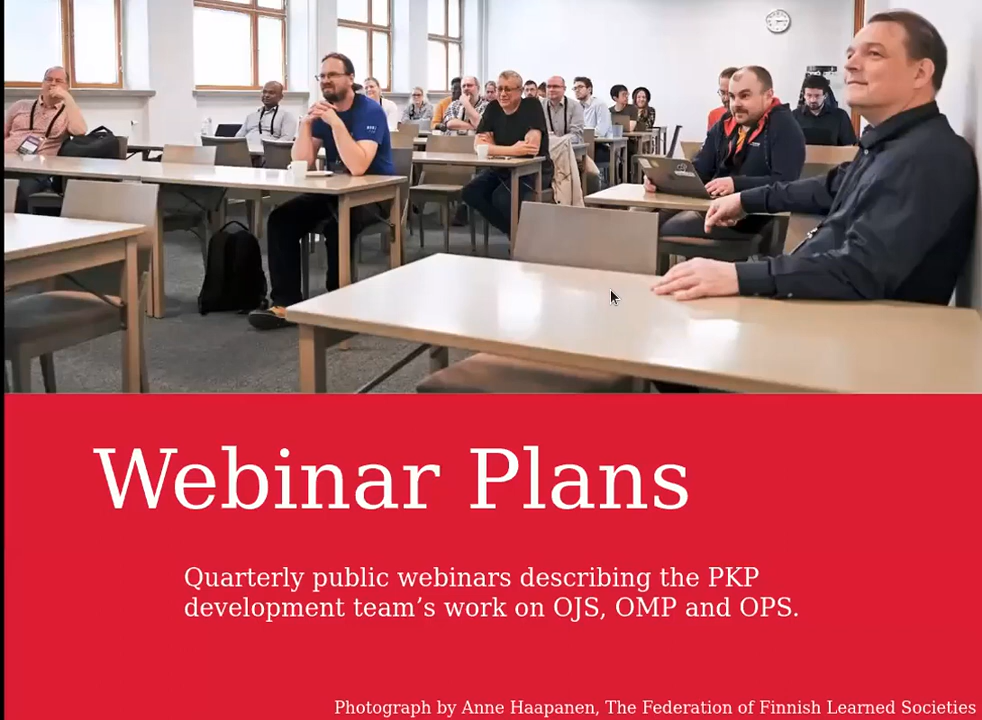 Webinar Plans
Quarterly public webinars describing the PKP
development team’s work on OJS, OMP and OPS.
Photograph by Anne Haapanen, The Federation of Finnish Learned Societies